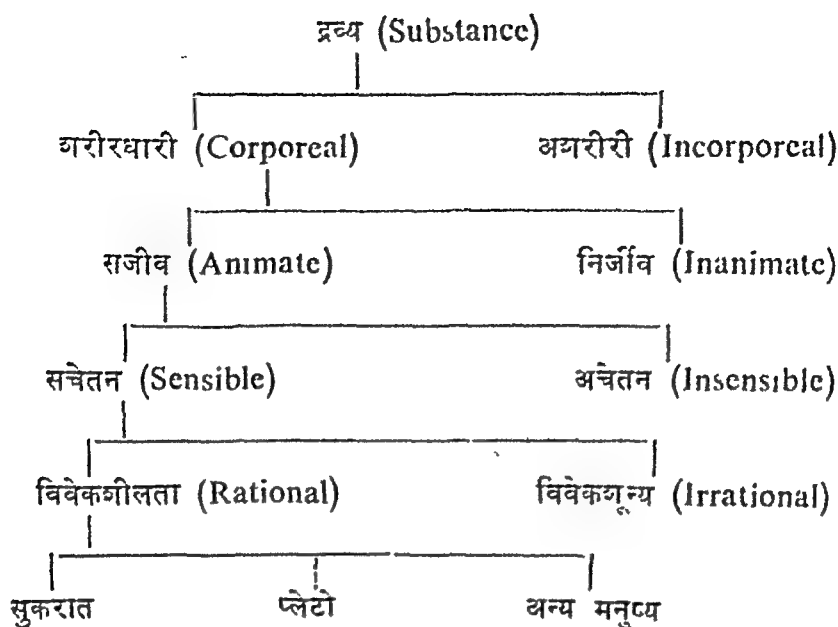 द्रव्य (Substance)
शरीरधारी (Corporeal) अशरीरी (Incorporeal)
सजीव (Animate) निर्जीव (Inanimate)
सचेतन (Sensible) अचेतन (Insensible)
विवेकशीलता (Rational) विवेकशून्य (Irrational)
सुकरात प्लेटो अन्य मनुष्य